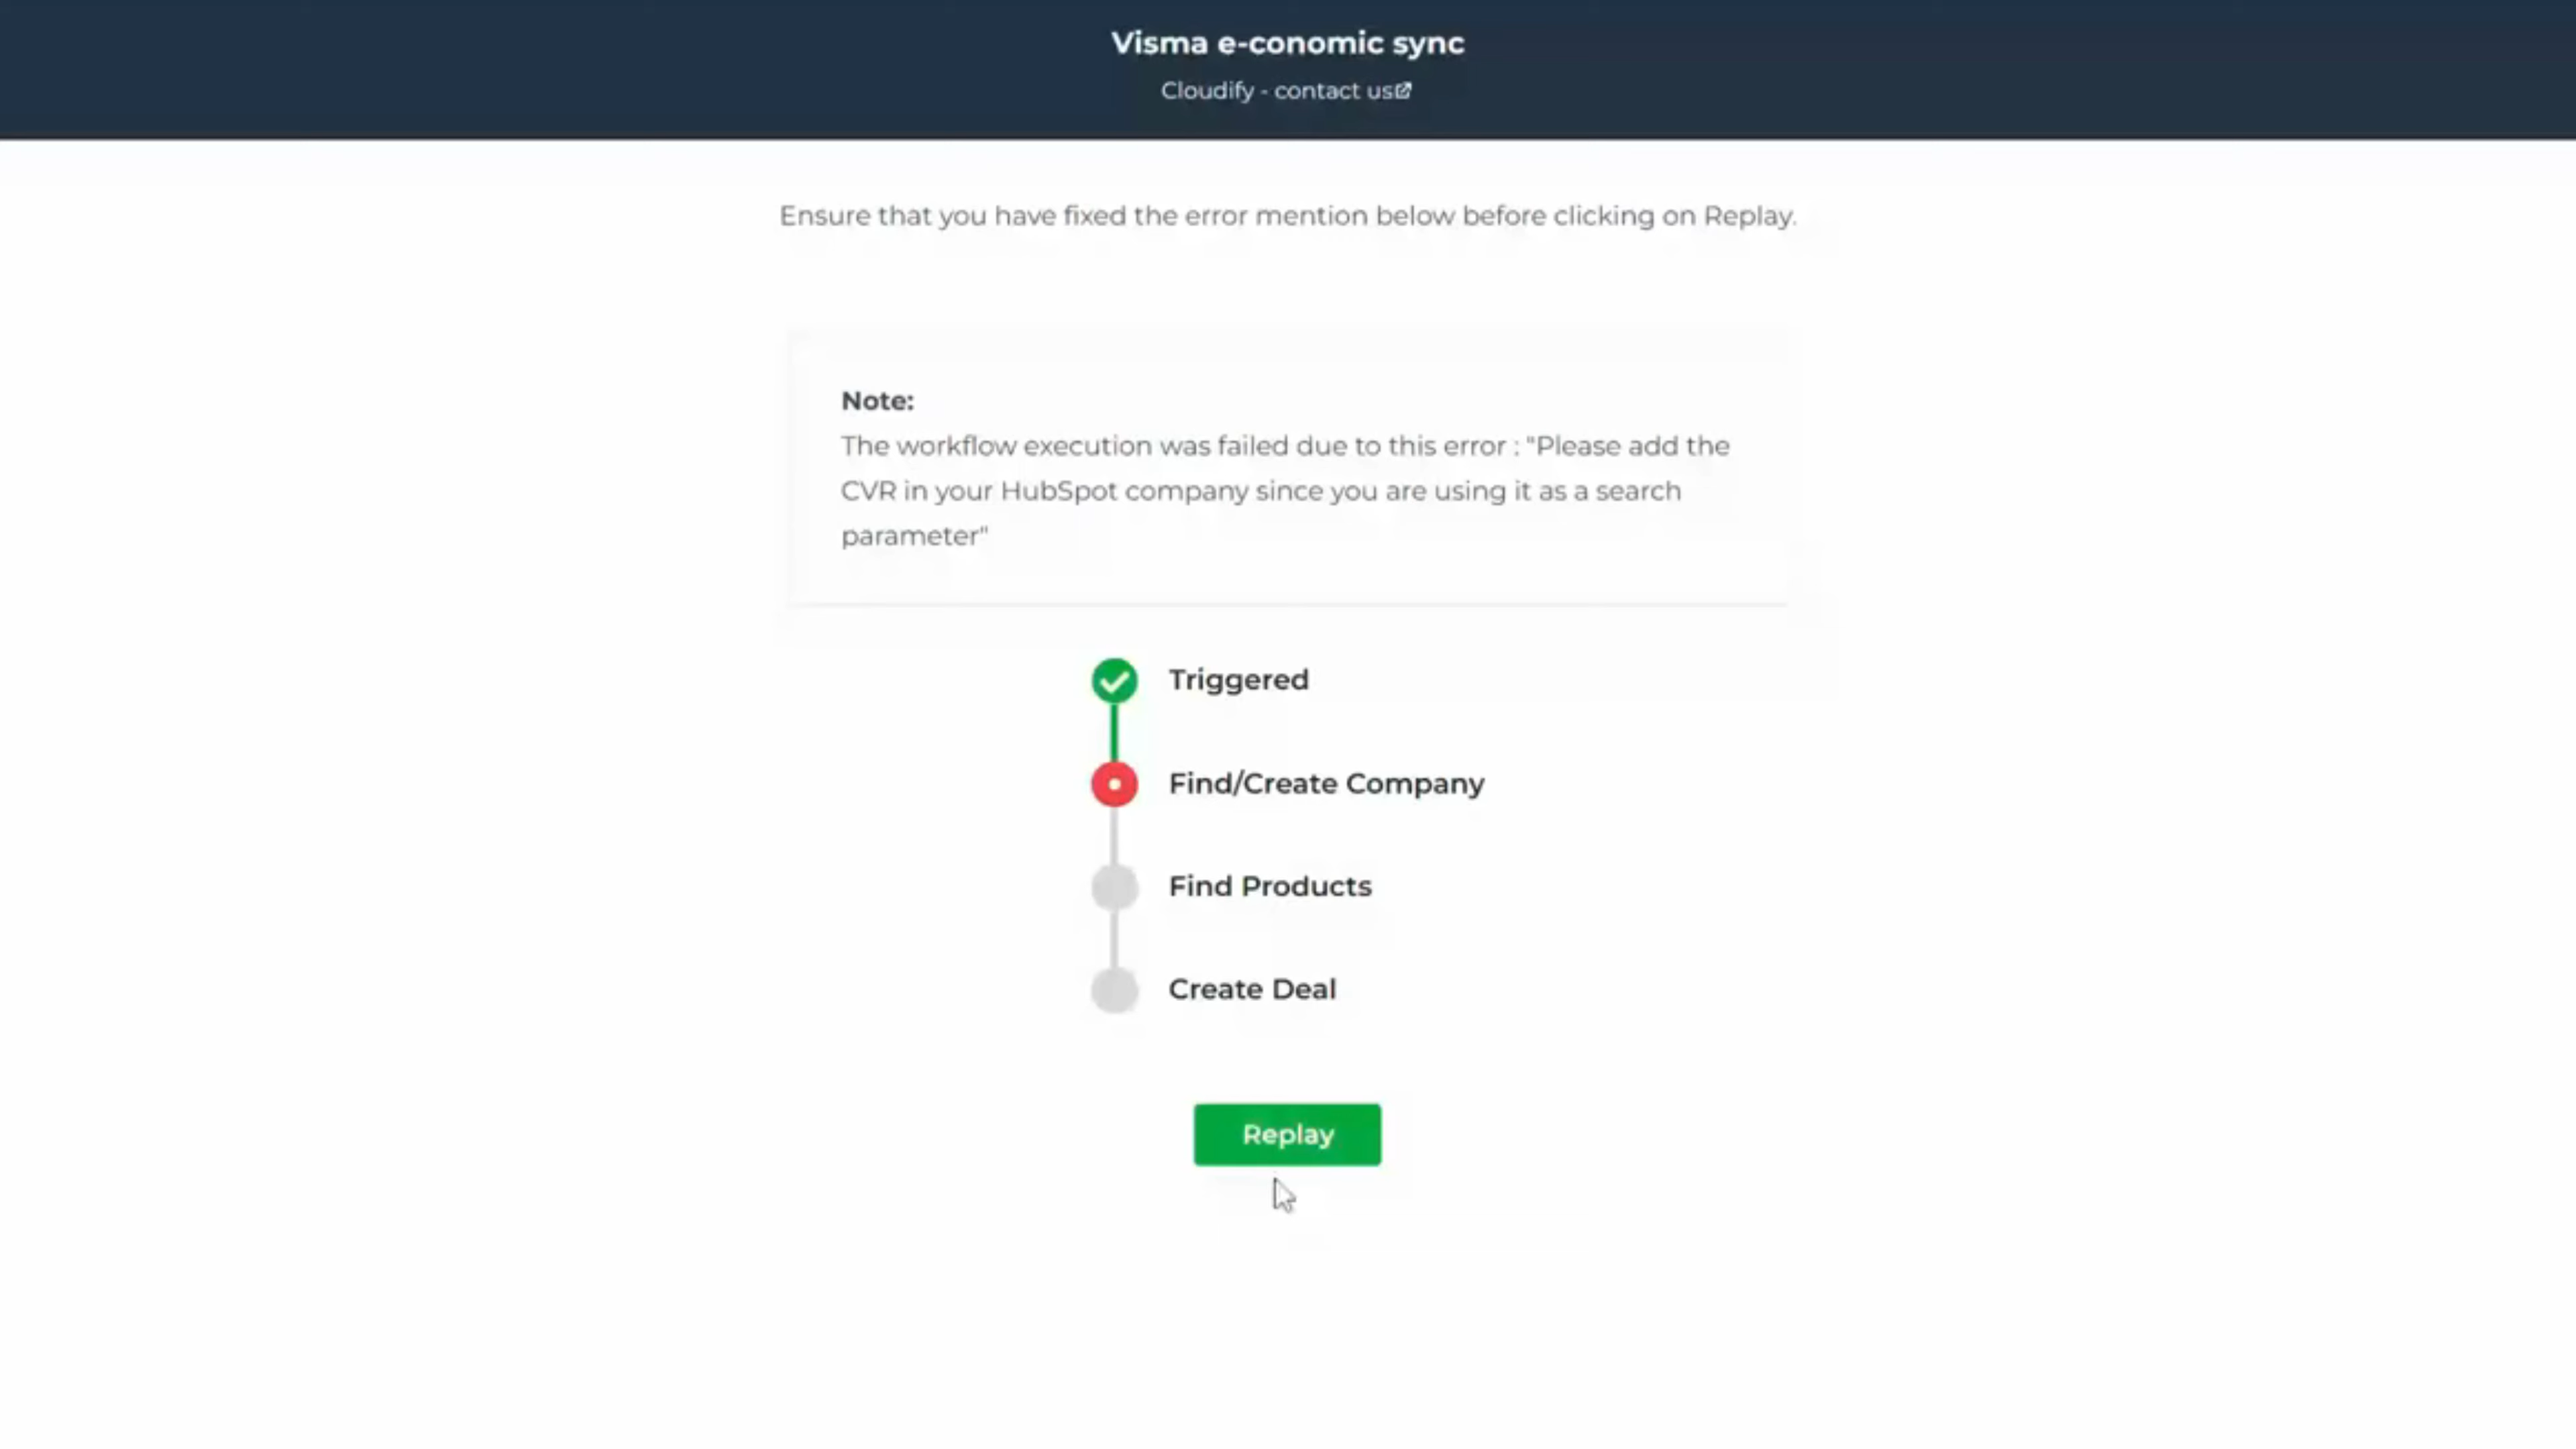 Visma e-conomic sync
Cloudify - contact us
Ensure that you have fixed the error mention below before clicking on Replay.
Note:
The workflow execution was failed due to this error : "Please add the
CVR in your HubSpot company since you are using it as a search
parameter"
Triggered
Find/Create Company
Find Products
Create Deal
Replay